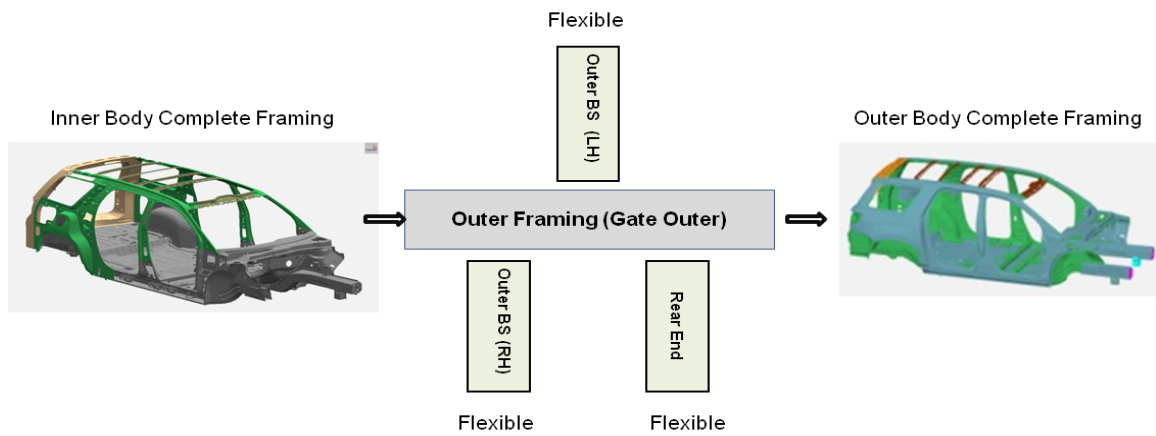 Flexible
Outer BS (LH)
Inner Body Complete Framing
Outer Body Complete Framing
Outer Framing (Gate Outer)
Outer BS (RH)
Rear End
Flexible
Flexible